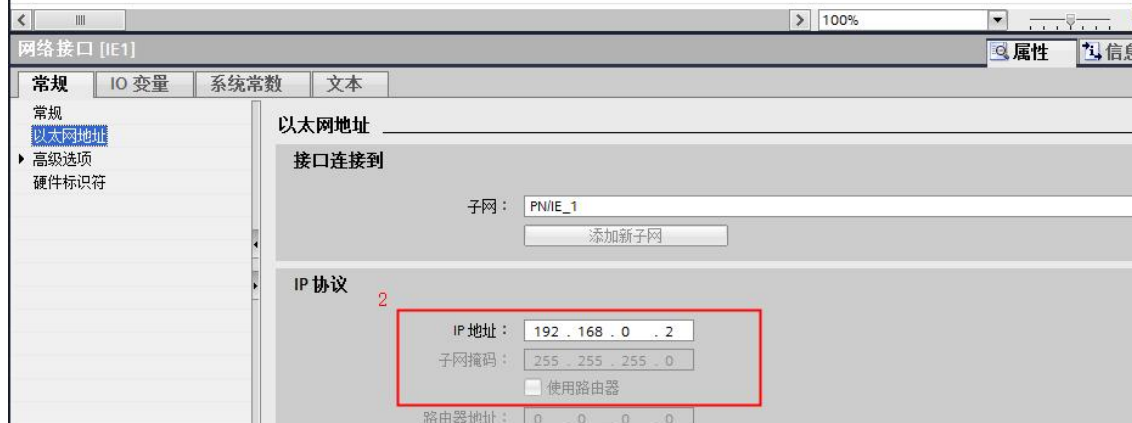 100%
网络接口 [IE1]
属性
信息
常规
IO 变量
系统常数
文本
常规
以太网地址
高级选项
硬件标识符
以太网地址
接口连接到
子网：
PN/IE_1
添加新子网
IP 协议
2
IP 地址：
192 . 168 . 0 . 2
子网掩码：
255 . 255 . 255 . 0
使用路由器
路由器地址：
0 . 0 . 0 . 0